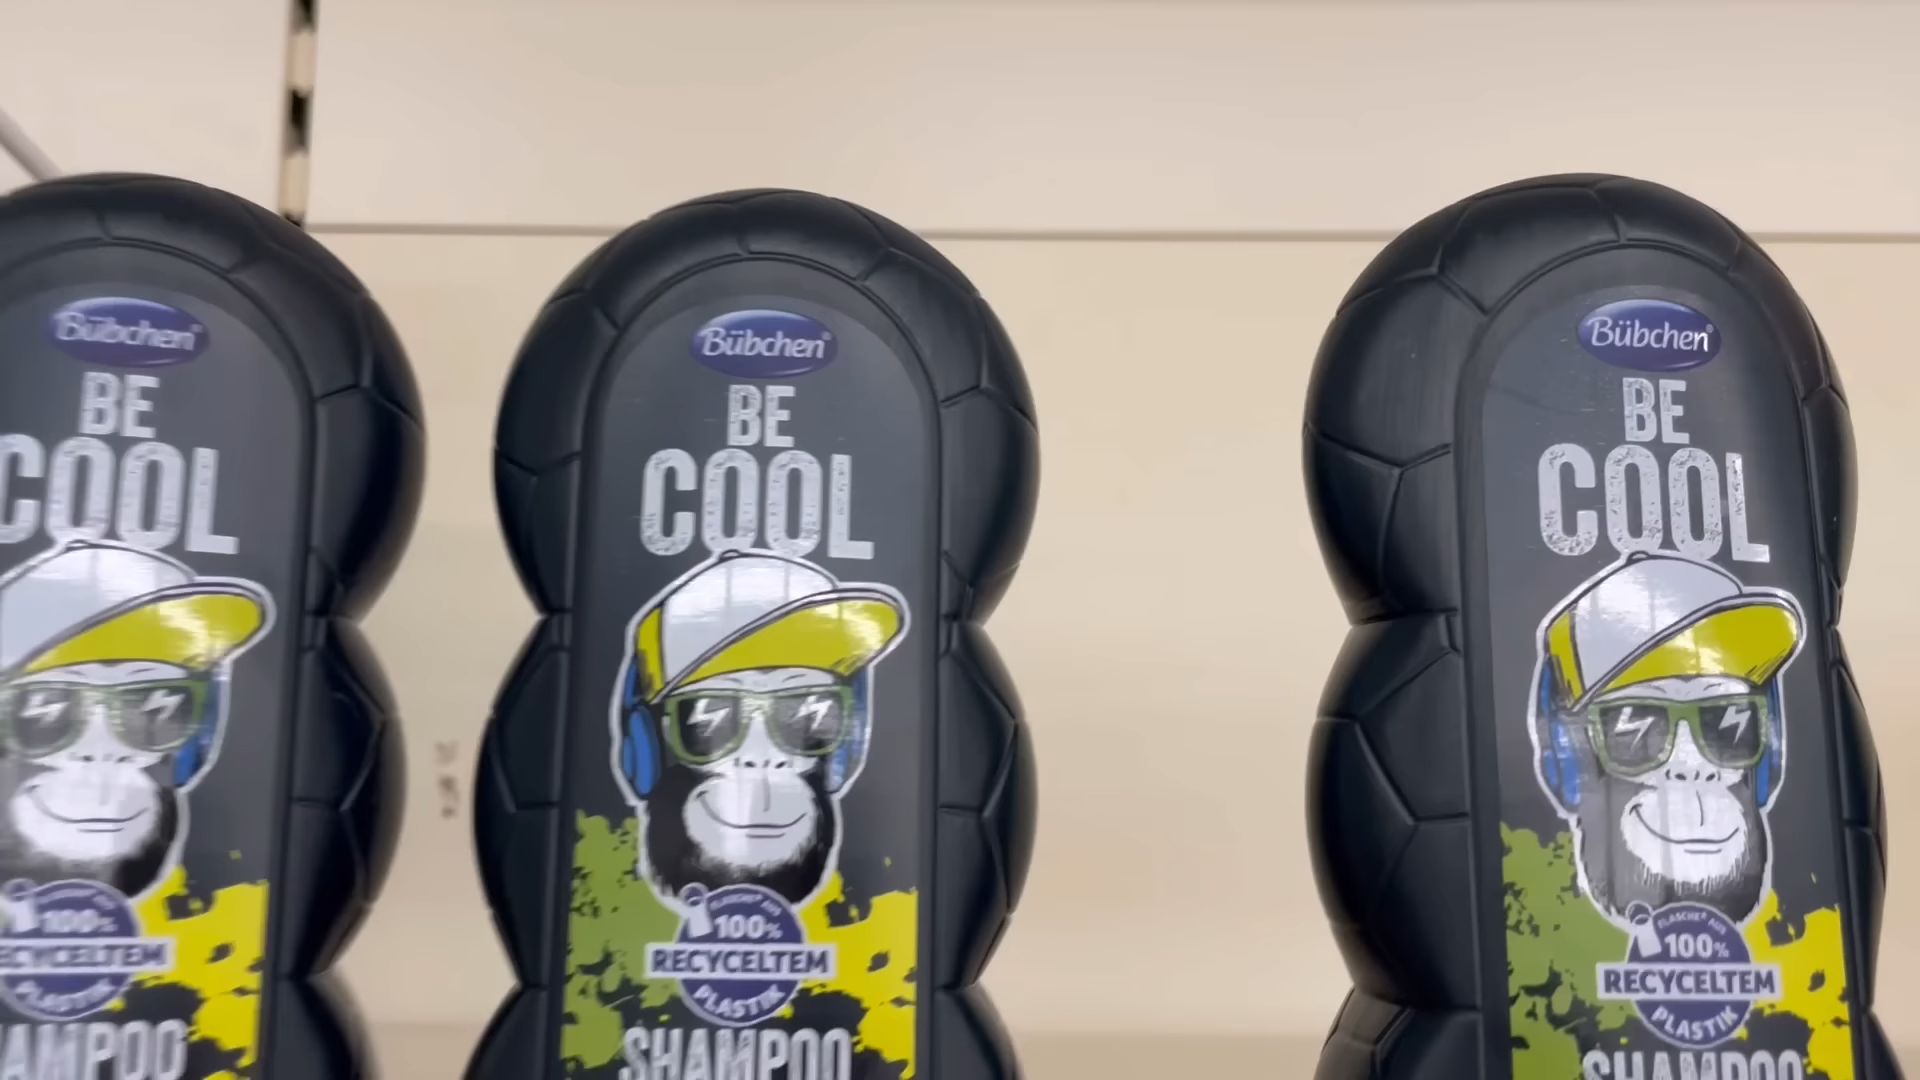 Bübchen
BE
COOL
100%
RECYCELTEM
PLASTIK
Bübchen
BE
COOL
FLASCHE* AUS
100%
RECYCELTEM
PLASTIK
SHAMPOO
Bübchen
BE
COOL
FLASCHE* AUS
100%
RECYCELTEM
PLASTIK
SHAMPOO